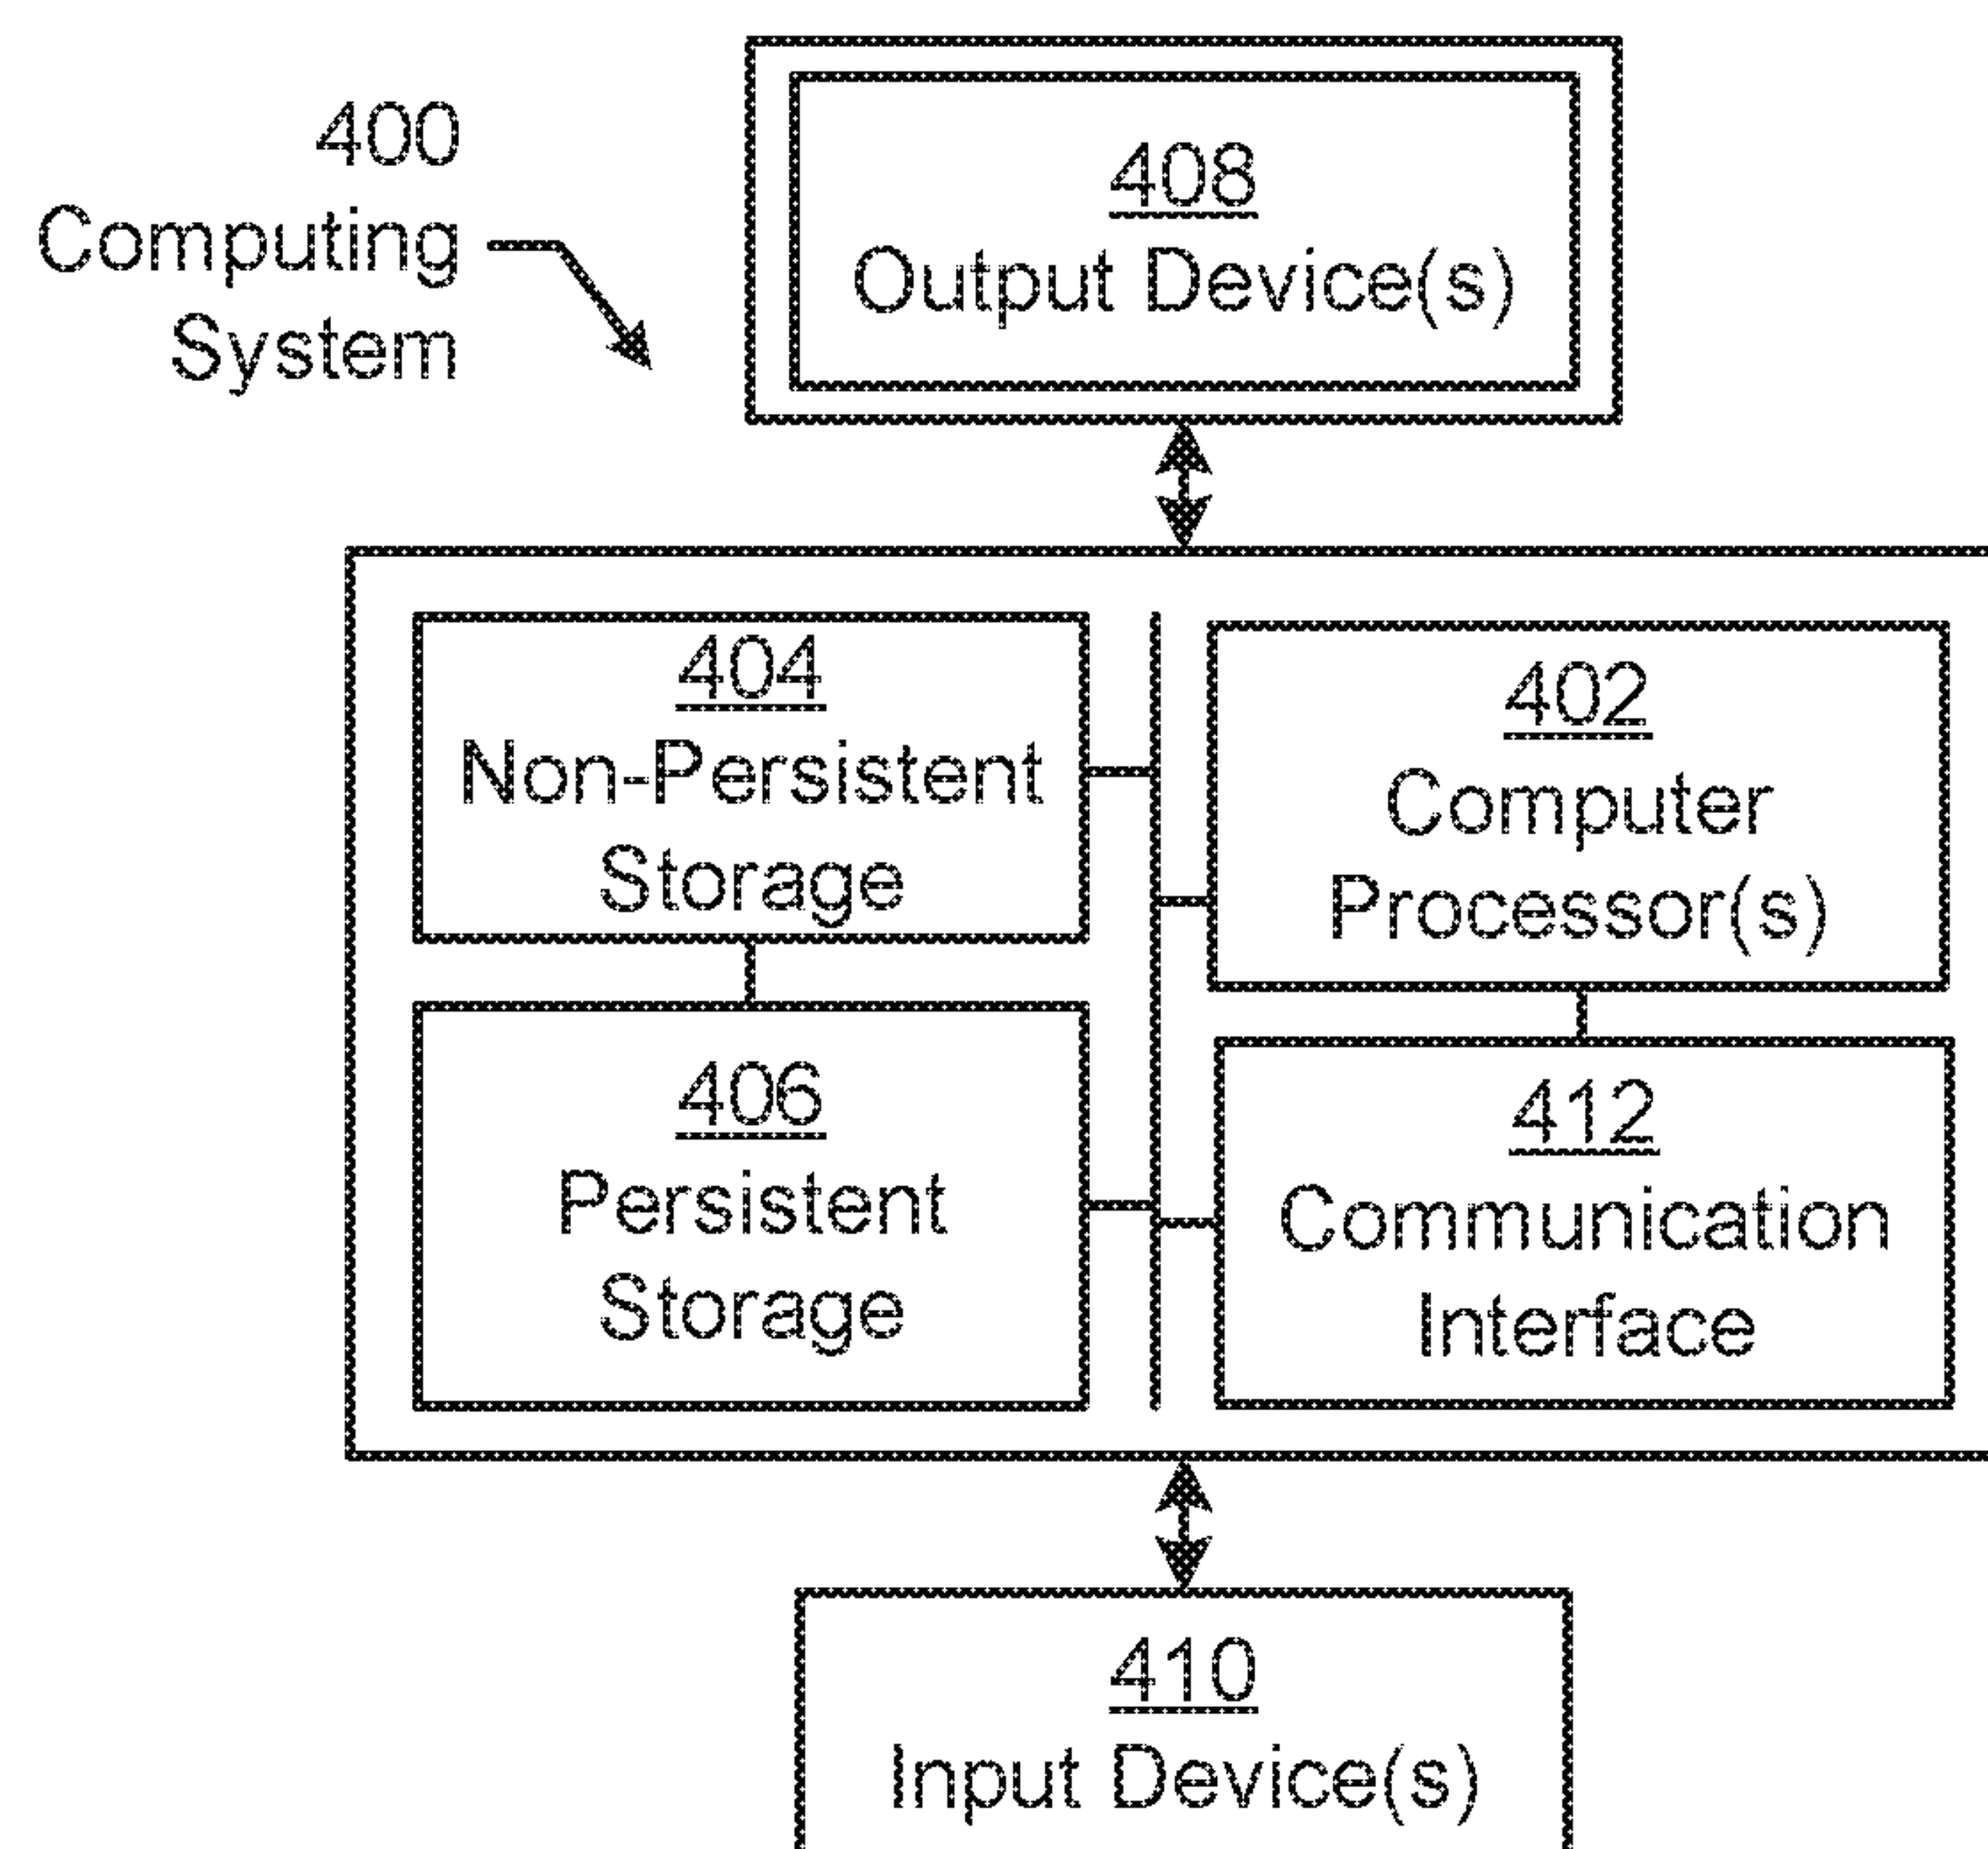 400
Computing
System
408
Output Device(s)
404
Non-Persistent
Storage
402
Computer
Processor(s)
406
Persistent
Storage
412
Communication
Interface
410
Input Device(s)